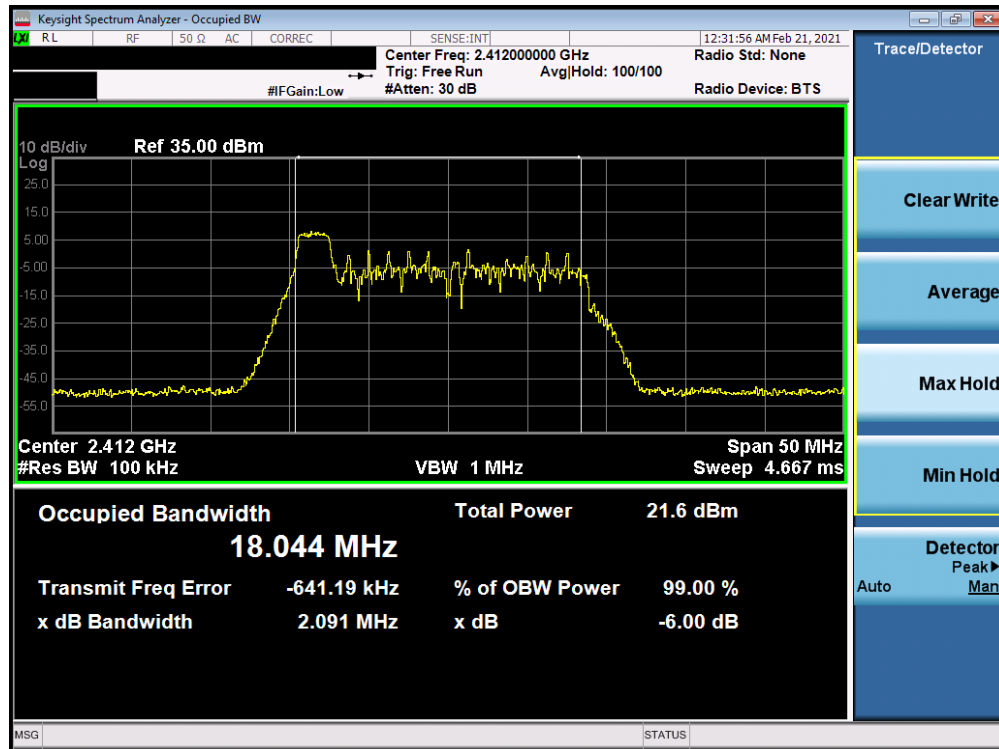 Keysight Spectrum Analyzer - Occupied BW
LXI RL RF 50 Ω AC CORREC SENSE:INT 12:31:56 AM Feb 21, 2021
Center Freq: 2.412000000 GHz Radio Std: None
Trig: Free Run Avg|Hold: 100/100
#IFGain:Low #Atten: 30 dB Radio Device: BTS
10 dB/div Ref 35.00 dBm
Log
25.0
15.0
5.00
-5.00
-15.0
-25.0
-35.0
-45.0
-55.0
Center 2.412 GHz Span 50 MHz
#Res BW 100 kHz VBW 1 MHz Sweep 4.667 ms
Occupied Bandwidth Total Power 21.6 dBm
18.044 MHz
Transmit Freq Error -641.19 kHz % of OBW Power 99.00 %
x dB Bandwidth 2.091 MHz x dB -6.00 dB
MSG STATUS
Trace/Detector
Clear Write
Average
Max Hold
Min Hold
Detector
Peak▶
Auto Man